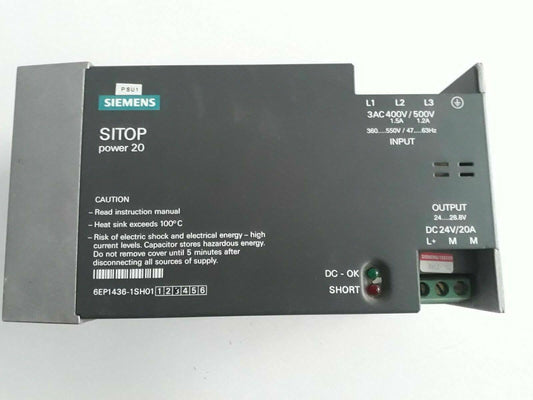 PSU1
SIEMENS
SITOP
power 20
L1 L2 L3
3AC 400V / 500V
1.5A 1.2A
360....550V / 47....63Hz
INPUT
CAUTION
– Read instruction manual
– Heat sink exceeds 100°C
– Risk of electric shock and electrical energy – high
current levels. Capacitor stores hazardous energy.
Do not remove cover until 5 minutes after
disconnecting all sources of supply.
6EP1436-1SH01 1 2 3 4 5 6
OUTPUT
24....28.8V
DC 24V/20A
L+ M M
DC - OK
SHORT